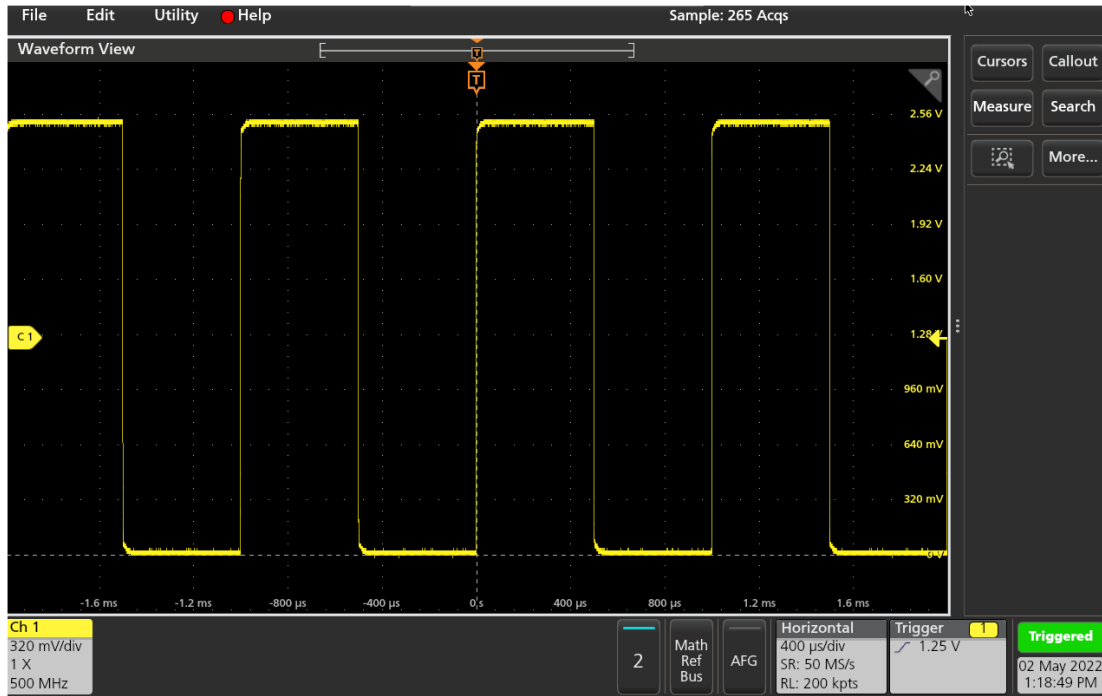 File Edit Utility Help Sample: 265 Acqs
Waveform View
T
T
Cursors Callout
Measure Search
More...
2.56 V
2.24 V
1.92 V
1.60 V
C 1
1.28 V
960 mV
640 mV
320 mV
0 V
-1.6 ms -1.2 ms -800 µs -400 µs 0 s 400 µs 800 µs 1.2 ms 1.6 ms
Ch 1
320 mV/div
1 X
500 MHz
2
Math
Ref
Bus
AFG
Horizontal
400 µs/div
SR: 50 MS/s
RL: 200 kpts
Trigger 1
1.25 V
Triggered
02 May 2022
1:18:49 PM